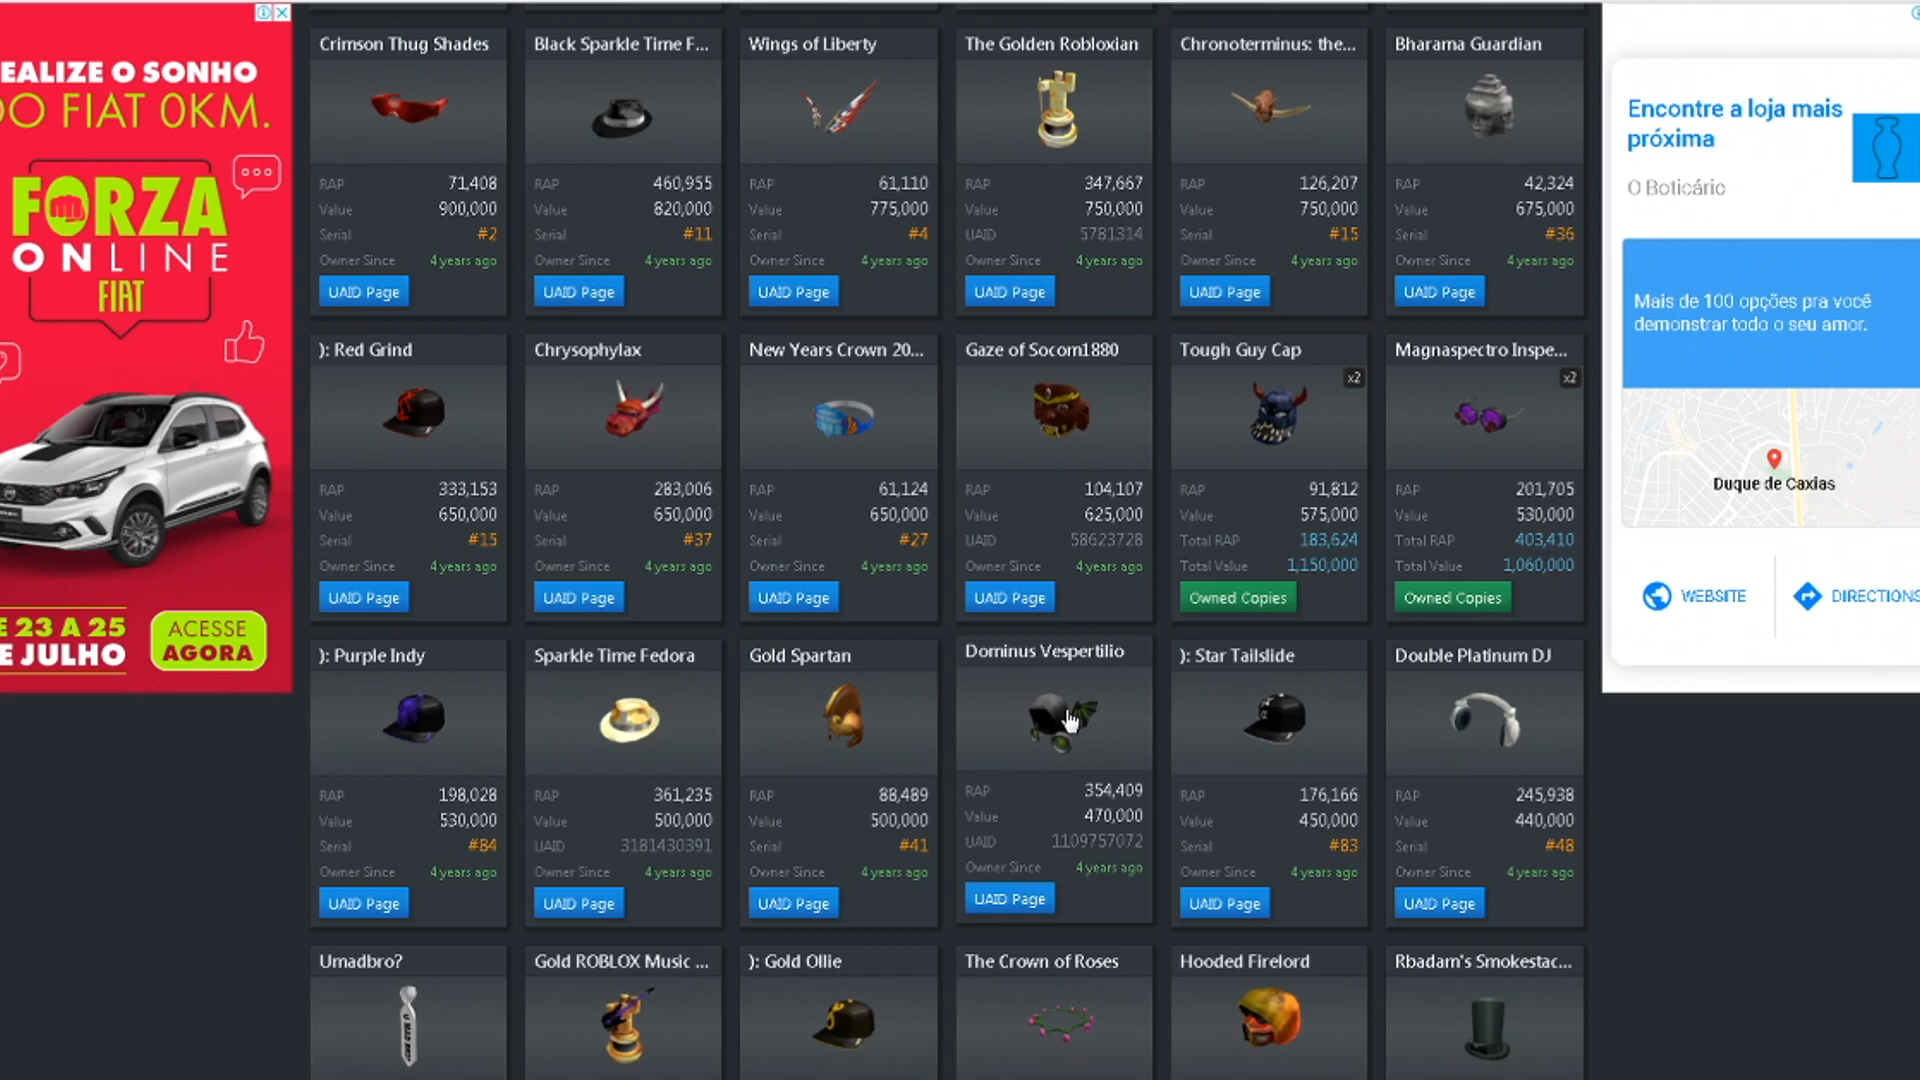 EALIZE O SONHO
DO FIAT 0KM.
FORZA
ONLINE
FIAT
E 23 A 25
E JULHO
ACESSE
AGORA
Crimson Thug Shades
RAP 71,408
Value 900,000
Serial #2
Owner Since 4 years ago
UAID Page
Black Sparkle Time F...
RAP 460,955
Value 820,000
Serial #11
Owner Since 4 years ago
UAID Page
Wings of Liberty
RAP 61,110
Value 775,000
Serial #4
Owner Since 4 years ago
UAID Page
The Golden Robloxian
RAP 347,667
Value 750,000
UAID 5781314
Owner Since 4 years ago
UAID Page
Chronoterminus: the...
RAP 126,207
Value 750,000
Serial #15
Owner Since 4 years ago
UAID Page
Bharama Guardian
RAP 42,324
Value 675,000
Serial #36
Owner Since 4 years ago
UAID Page
): Red Grind
RAP 333,153
Value 650,000
Serial #15
Owner Since 4 years ago
UAID Page
Chrysophylax
RAP 283,006
Value 650,000
Serial #37
Owner Since 4 years ago
UAID Page
New Years Crown 20...
RAP 61,124
Value 650,000
Serial #27
Owner Since 4 years ago
UAID Page
Gaze of Socom1880
RAP 104,107
Value 625,000
UAID 58623728
Owner Since 4 years ago
UAID Page
Tough Guy Cap
x2
RAP 91,812
Value 575,000
Total RAP 183,624
Total Value 1,150,000
Owned Copies
Magnaspectro Inspe...
x2
RAP 201,705
Value 530,000
Total RAP 403,410
Total Value 1,060,000
Owned Copies
): Purple Indy
RAP 198,028
Value 530,000
Serial #84
Owner Since 4 years ago
UAID Page
Sparkle Time Fedora
RAP 361,235
Value 500,000
UAID 3181430391
Owner Since 4 years ago
UAID Page
Gold Spartan
RAP 88,489
Value 500,000
Serial #41
Owner Since 4 years ago
UAID Page
Dominus Vespertilio
RAP 354,409
Value 470,000
UAID 1109757072
Owner Since 4 years ago
UAID Page
): Star Tailslide
RAP 176,166
Value 450,000
Serial #83
Owner Since 4 years ago
UAID Page
Double Platinum DJ
RAP 245,938
Value 440,000
Serial #48
Owner Since 4 years ago
UAID Page
Umadbro?
Gold ROBLOX Music ...
): Gold Ollie
The Crown of Roses
Hooded Firelord
Rbadam's Smokestac...
Encontre a loja mais
próxima
O Boticário
Mais de 100 opções pra você
demonstrar todo o seu amor.
Duque de Caxias
WEBSITE
DIRECTIONS